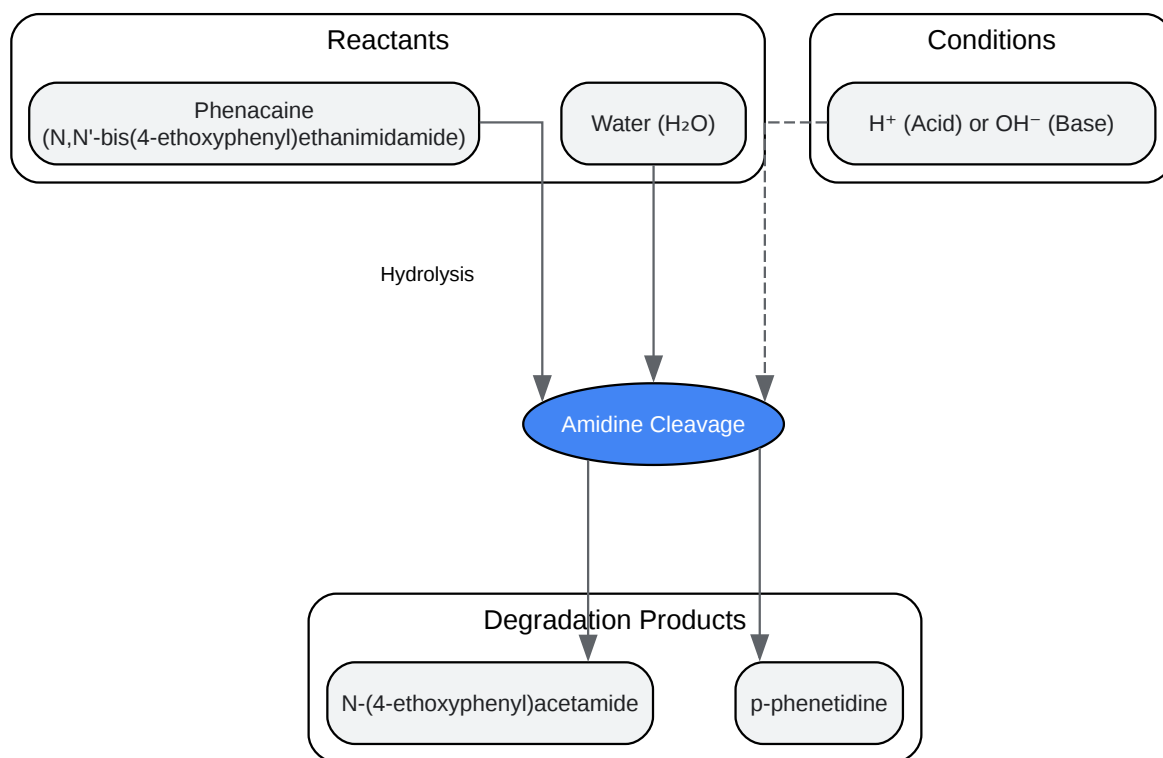 Reactants
Conditions
Phenacaine
(N,N'-bis(4-ethoxyphenyl)ethanimidamide)
Water (H₂O)
H⁺ (Acid) or OH⁻ (Base)
Hydrolysis
Amidine Cleavage
Degradation Products
N-(4-ethoxyphenyl)acetamide
p-phenetidine